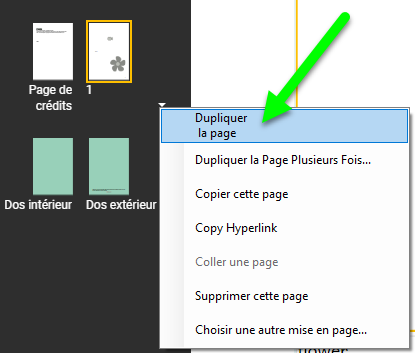 Page de
crédits
1
Dos intérieur
Dos extérieur
Dupliquer
la page
Dupliquer la Page Plusieurs Fois...
Copier cette page
Copy Hyperlink
Coller une page
Supprimer cette page
Choisir une autre mise en page...